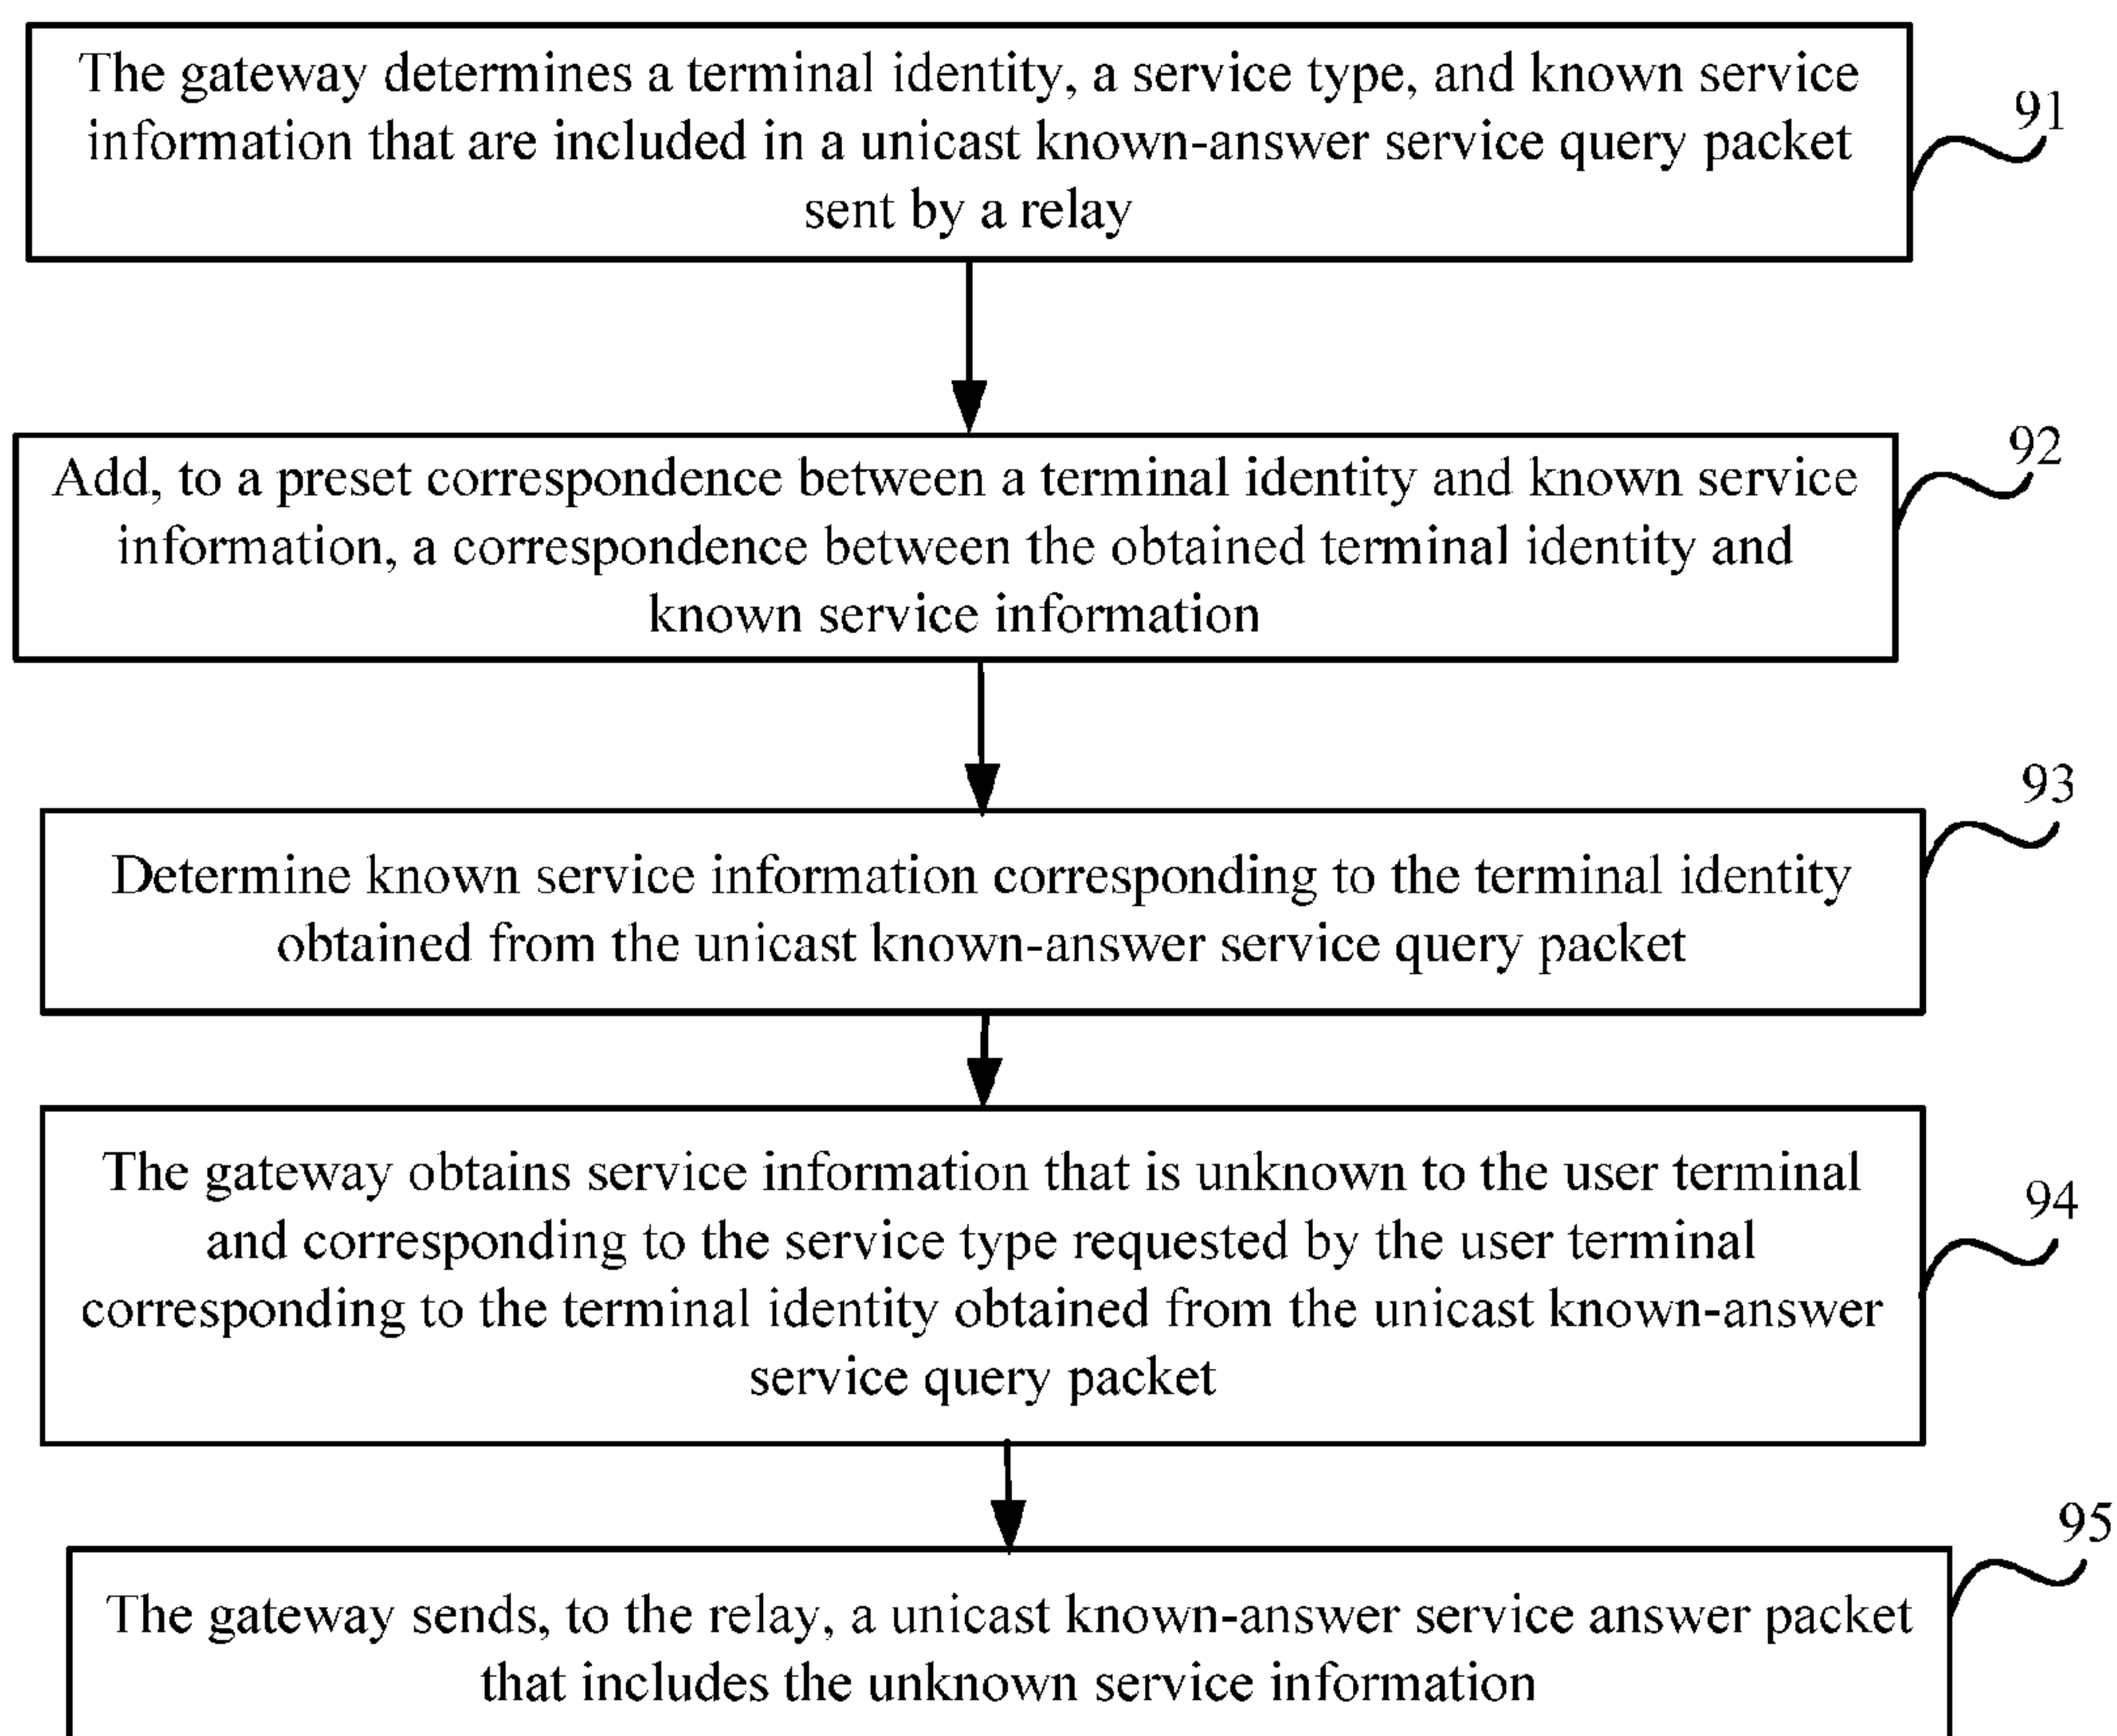 The gateway determines a terminal identity, a service type, and known service
information that are included in a unicast known-answer service query packet
sent by a relay
91
Add, to a preset correspondence between a terminal identity and known service
information, a correspondence between the obtained terminal identity and
known service information
92
Determine known service information corresponding to the terminal identity
obtained from the unicast known-answer service query packet
93
The gateway obtains service information that is unknown to the user terminal
and corresponding to the service type requested by the user terminal
corresponding to the terminal identity obtained from the unicast known-answer
service query packet
94
The gateway sends, to the relay, a unicast known-answer service answer packet
that includes the unknown service information
95